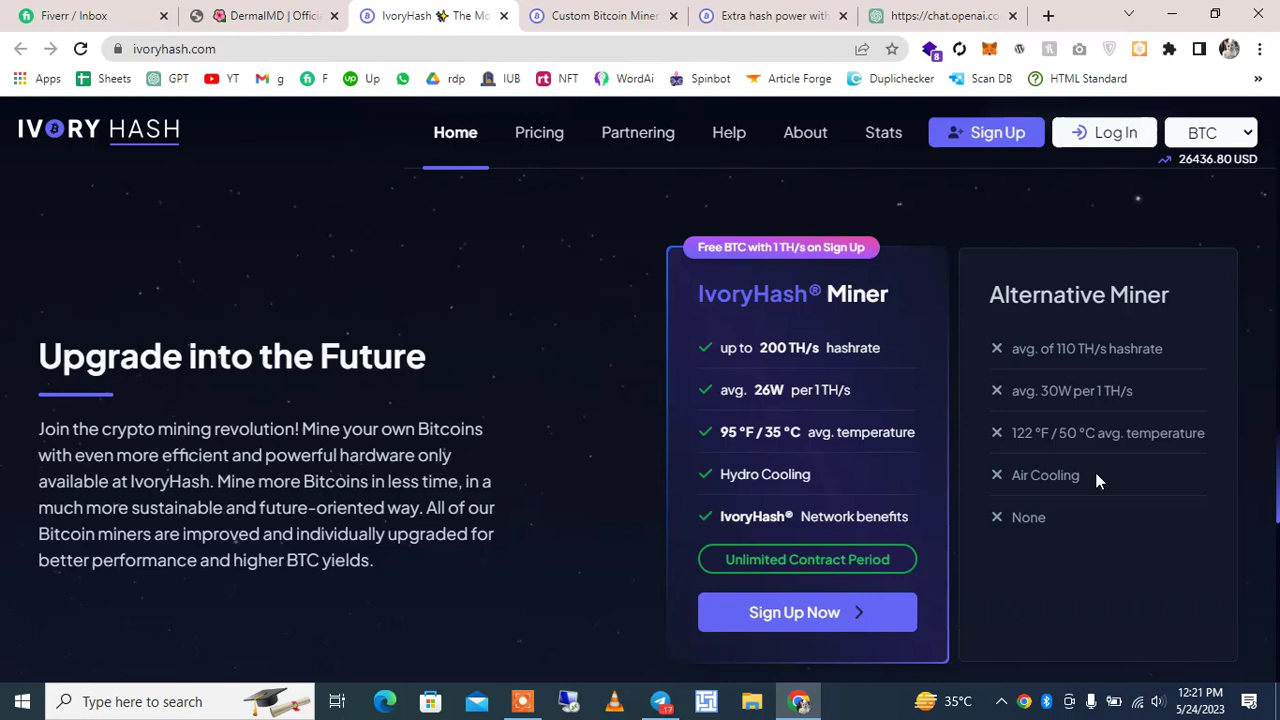 Fiverr / Inbox
DermalMD | Offici
IvoryHash ✨ The Mo
Custom Bitcoin Miner
Extra hash power with
https://chat.openai.co
ivoryhash.com
8
Apps
Sheets
GPT
YT
g
F
Up
rdp
IUB
NFT
WordAi
Spinbot
Article Forge
Duplichecker
Scan DB
HTML Standard
»
IVORY HASH
Home
Pricing
Partnering
Help
About
Stats
Sign Up
Log In
BTC
26436.80 USD
Upgrade into the Future
Join the crypto mining revolution! Mine your own Bitcoins
with even more efficient and powerful hardware only
available at IvoryHash. Mine more Bitcoins in less time, in a
much more sustainable and future-oriented way. All of our
Bitcoin miners are improved and individually upgraded for
better performance and higher BTC yields.
Free BTC with 1 TH/s on Sign Up
IvoryHash® Miner
up to 200 TH/s hashrate
avg. 26W per 1 TH/s
95 °F / 35 °C avg. temperature
Hydro Cooling
IvoryHash® Network benefits
Unlimited Contract Period
Sign Up Now
Alternative Miner
avg. of 110 TH/s hashrate
avg. 30W per 1 TH/s
122 °F / 50 °C avg. temperature
Air Cooling
None
Type here to search
17
35°C
12:21 PM
5/24/2023